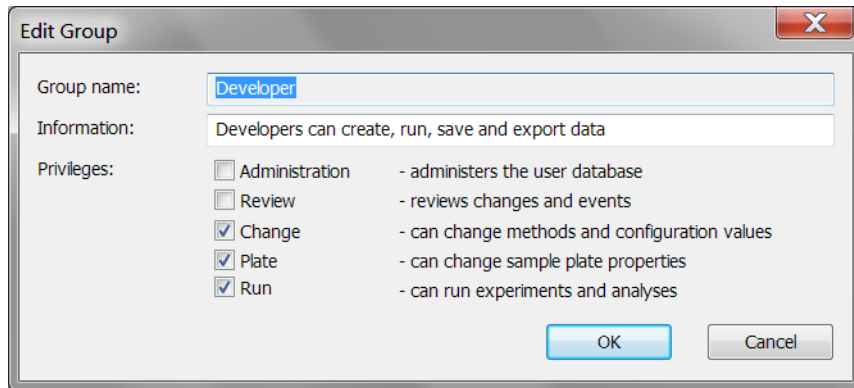 Edit Group
Group name: Developer
Information: Developers can create, run, save and export data
Privileges: Administration - administers the user database
Review - reviews changes and events
Change - can change methods and configuration values
Plate - can change sample plate properties
Run - can run experiments and analyses
OK Cancel